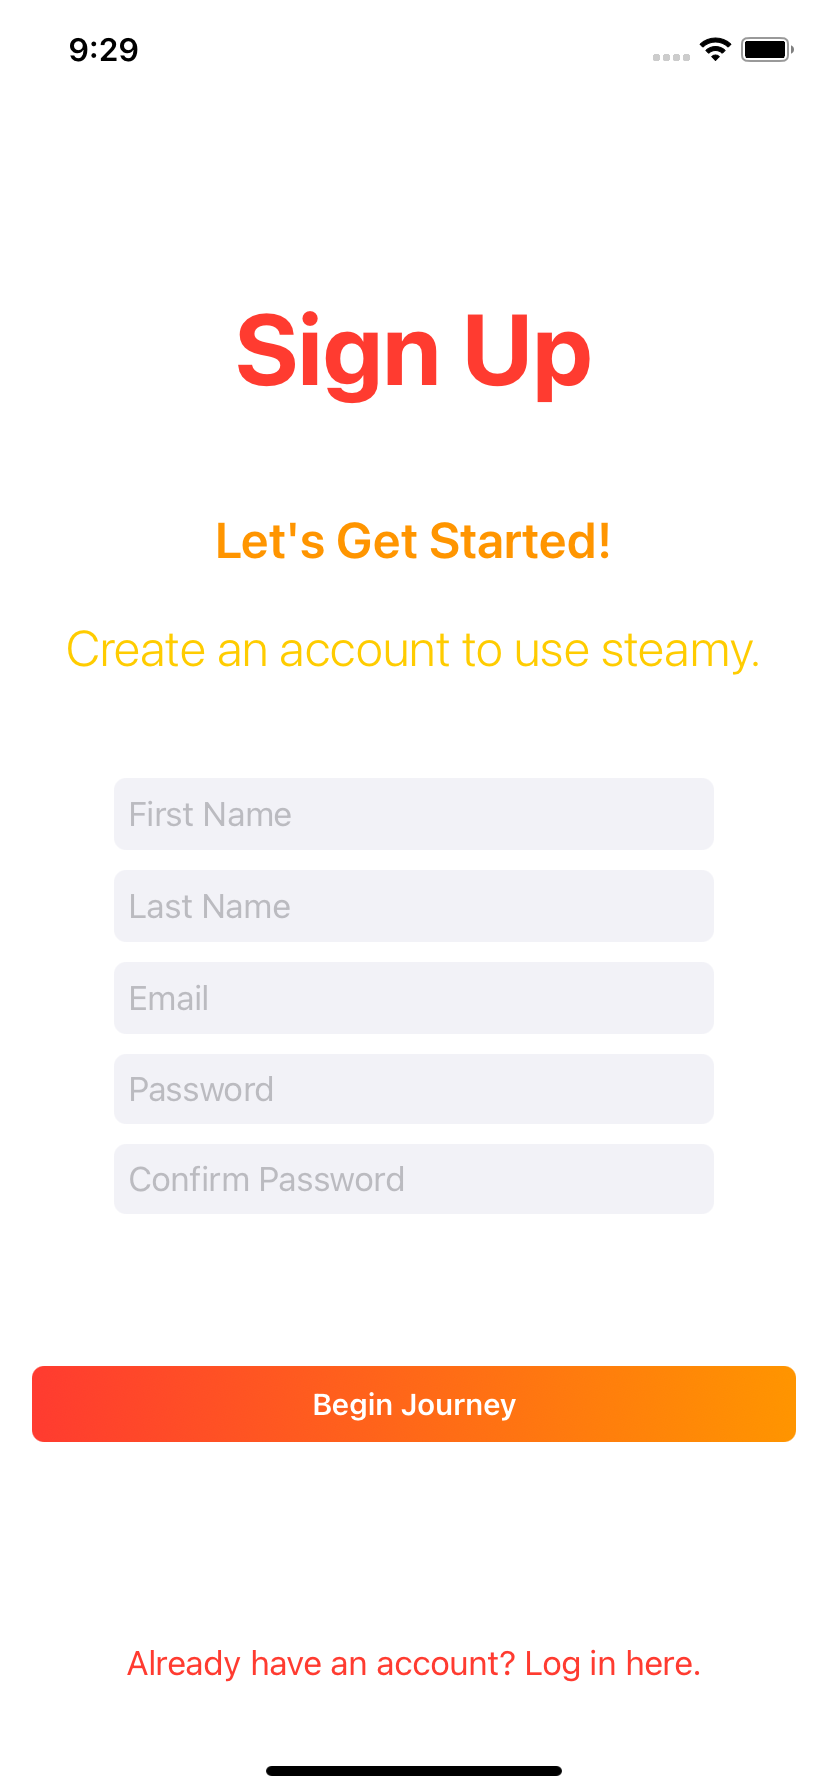 9:29
Sign Up
Let's Get Started!
Create an account to use steamy.
First Name
Last Name
Email
Password
Confirm Password
Begin Journey
Already have an account? Log in here.